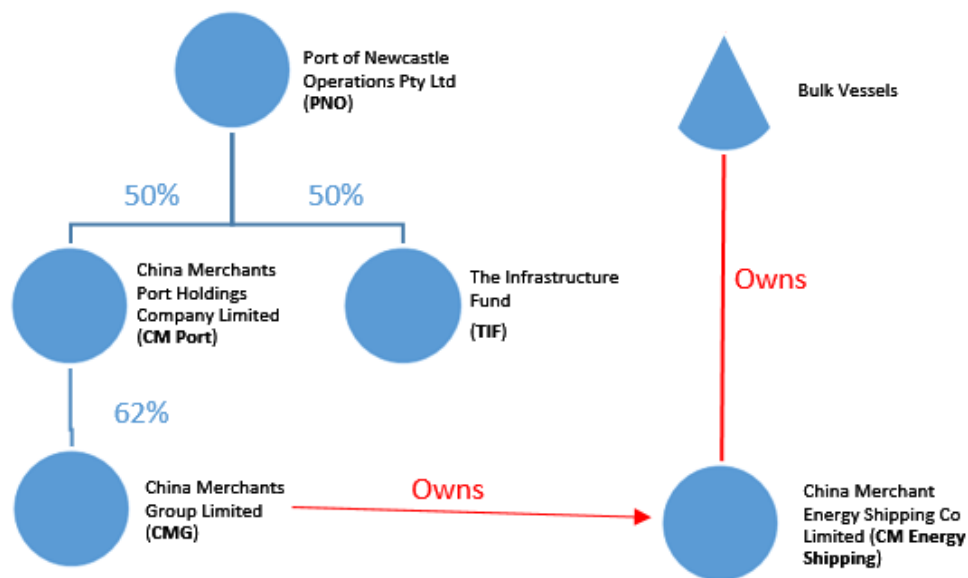 Port of Newcastle
Operations Pty Ltd
(PNO)
Bulk Vessels
50%
50%
China Merchants
Port Holdings
Company Limited
(CM Port)
The Infrastructure
Fund
(TIF)
Owns
62%
China Merchants
Group Limited
(CMG)
Owns
China Merchant
Energy Shipping Co
Limited (CM Energy
Shipping)